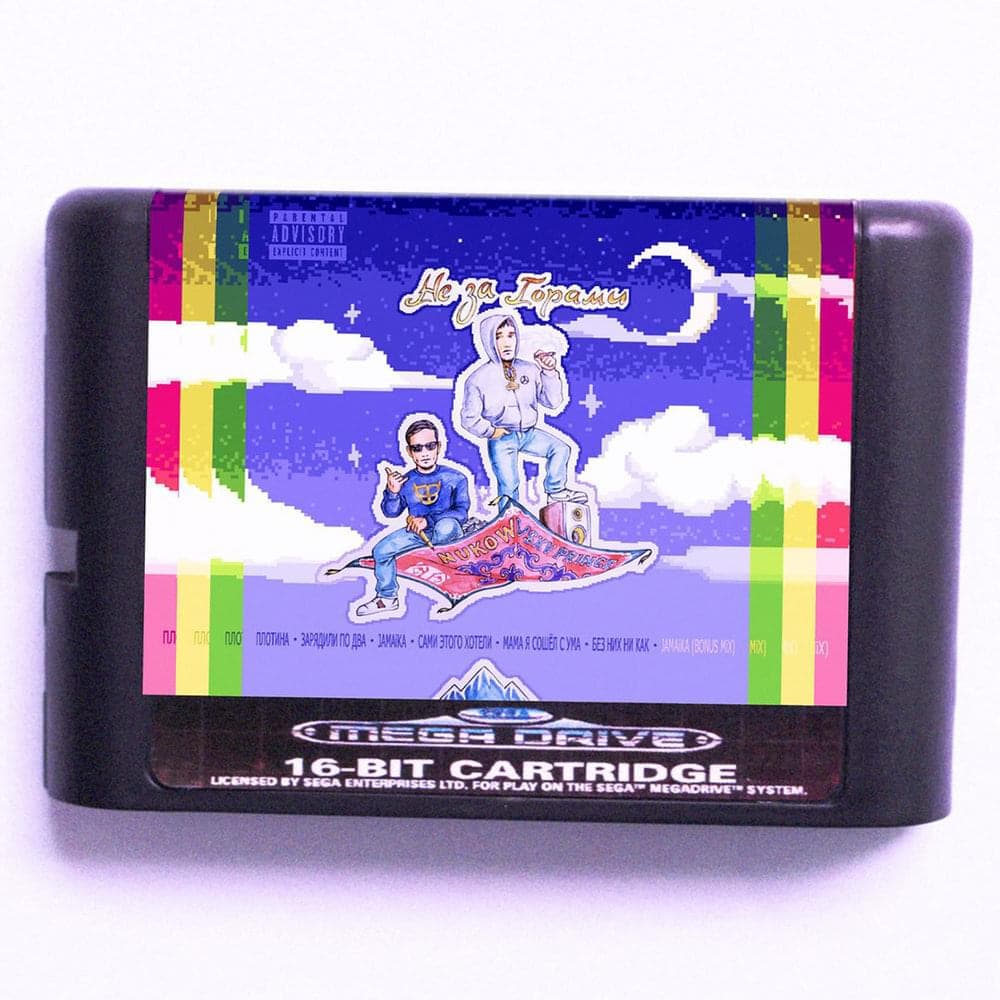 PARENTAL
ADVISORY
EXPLICIT CONTENT
Не за Горами
KUKOW
ПЛОТИНА • ЗАРЯДИЛИ ПО ДВА • JAMAIKA • САМИ ЭТОГО ХОТЕЛИ • МАМА Я СОШЁЛ С УМА • БЕЗ НИХ НИ КАК • JAMAIKA (BONUS MIX)
SEGA
MEGA DRIVE
16-BIT CARTRIDGE
LICENSED BY SEGA ENTERPRISES LTD. FOR PLAY ON THE SEGA™ MEGADRIVE™ SYSTEM.